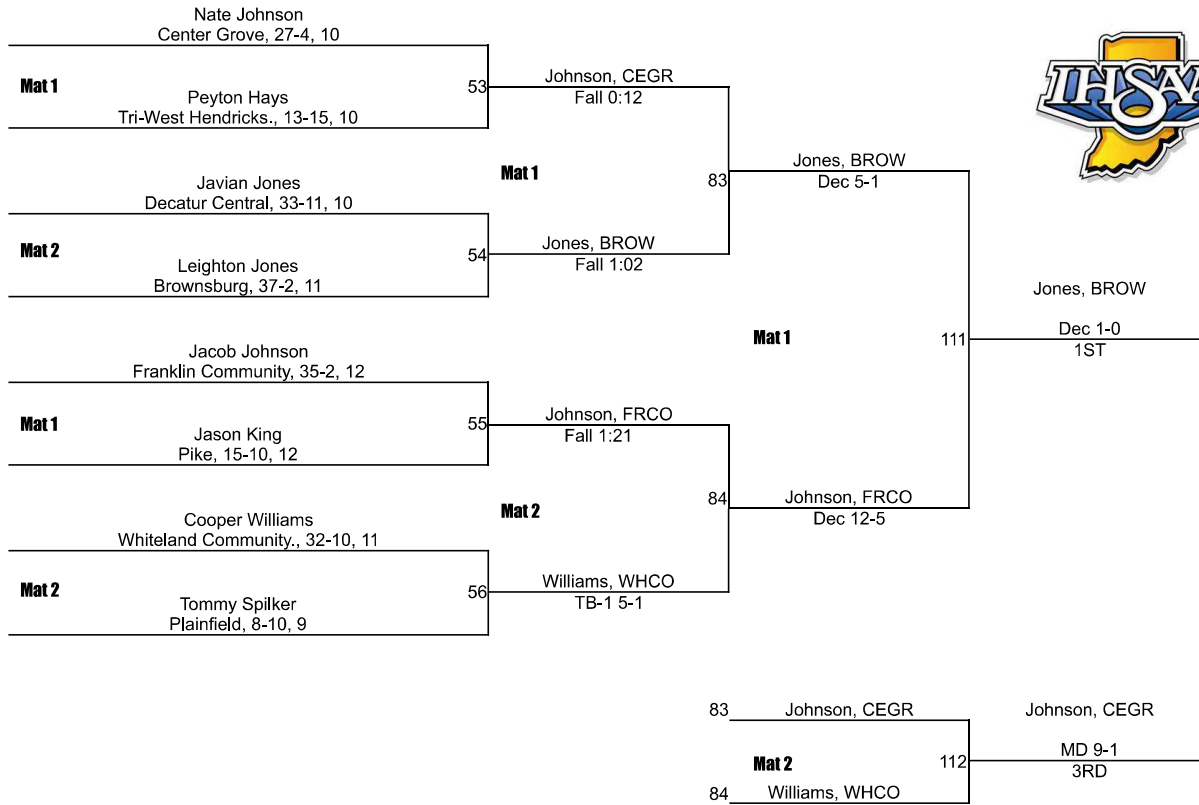 Nate Johnson
Center Grove, 27-4, 10
Mat 1
53
Peyton Hays
Tri-West Hendricks., 13-15, 10
Johnson, CEGR
Fall 0:12
Mat 1
83
Javian Jones
Decatur Central, 33-11, 10
Mat 2
54
Leighton Jones
Brownsburg, 37-2, 11
Jones, BROW
Fall 1:02
Jones, BROW
Dec 5-1
IHSAA
Mat 1
111
Jones, BROW
Dec 1-0
1ST
Jacob Johnson
Franklin Community, 35-2, 12
Mat 1
55
Jason King
Pike, 15-10, 12
Johnson, FRCO
Fall 1:21
Mat 2
84
Johnson, FRCO
Dec 12-5
Cooper Williams
Whiteland Community., 32-10, 11
Mat 2
56
Tommy Spilker
Plainfield, 8-10, 9
Williams, WHCO
TB-1 5-1
83
Johnson, CEGR
Mat 2
112
84
Williams, WHCO
Johnson, CEGR
MD 9-1
3RD